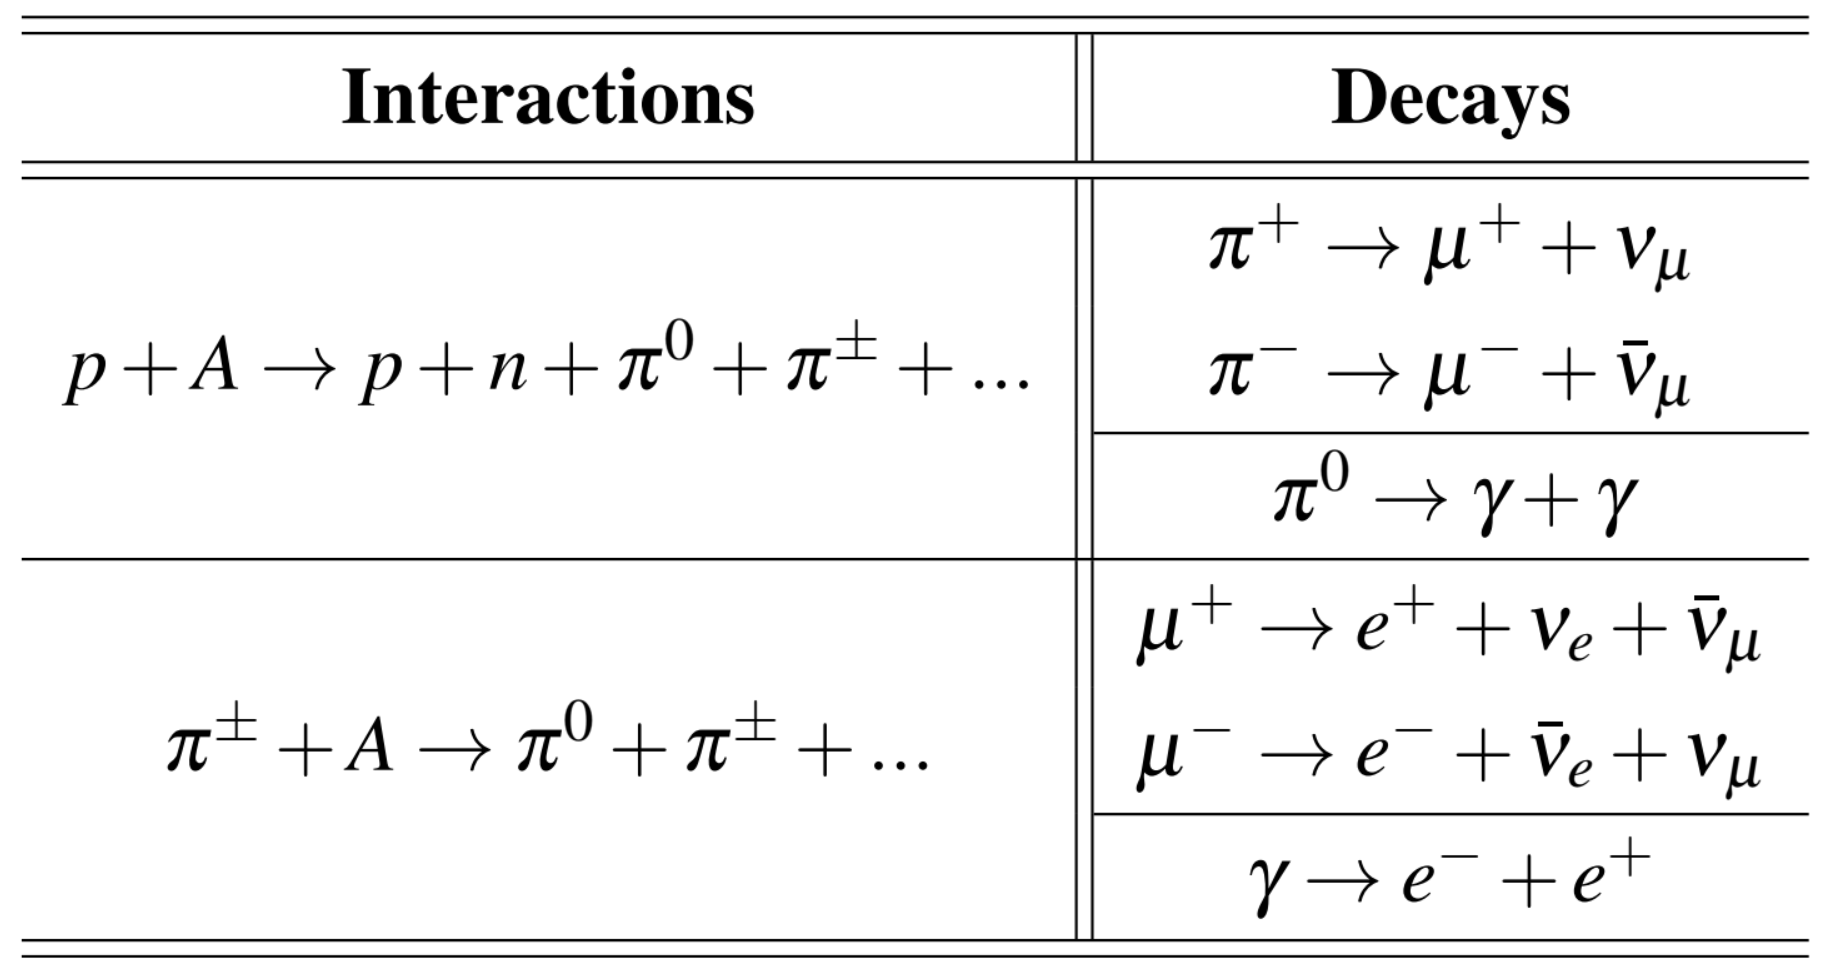 Interactions Decays
p + A → p + n + π⁰ + π± + ...
π⁺ → μ⁺ + ν_μ
π⁻ → μ⁻ + ν̄_μ
π⁰ → γ + γ
π± + A → π⁰ + π± + ...
μ⁺ → e⁺ + ν_e + ν̄_μ
μ⁻ → e⁻ + ν̄_e + ν_μ
γ → e⁻ + e⁺